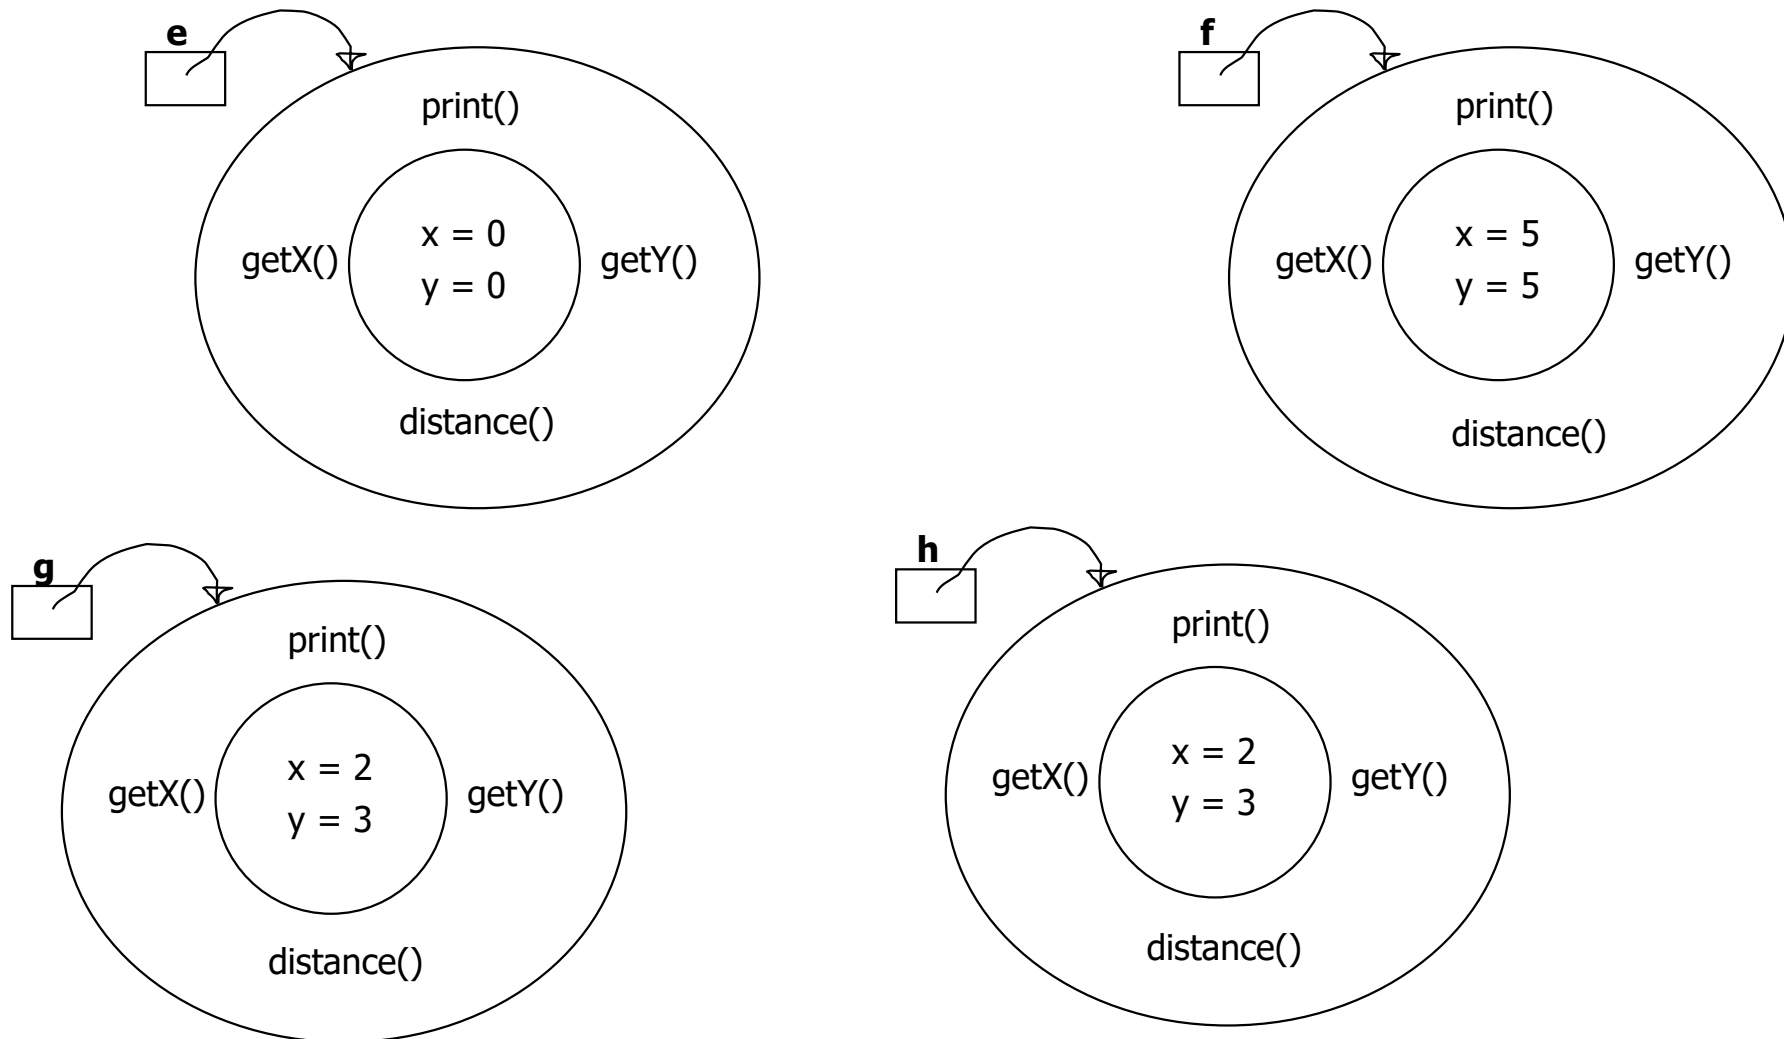 e
print()
getX()
x = 0
y = 0
getY()
distance()
f
print()
getX()
x = 5
y = 5
getY()
distance()
g
print()
getX()
x = 2
y = 3
getY()
distance()
h
print()
getX()
x = 2
y = 3
getY()
distance()